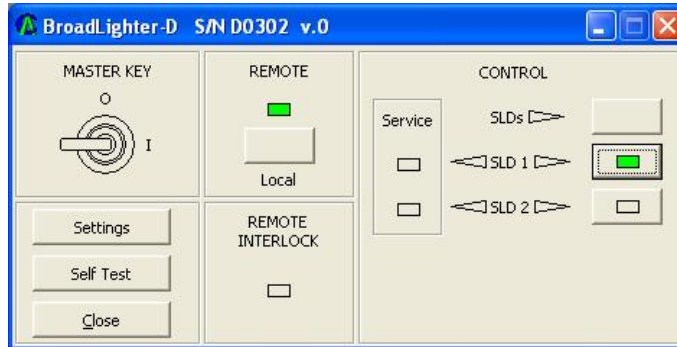 BroadLighter-D S/N D0302 v.0
MASTER KEY
O
I
REMOTE
Local
CONTROL
Service
SLDs
SLD 1
SLD 2
Settings
Self Test
Close
REMOTE
INTERLOCK